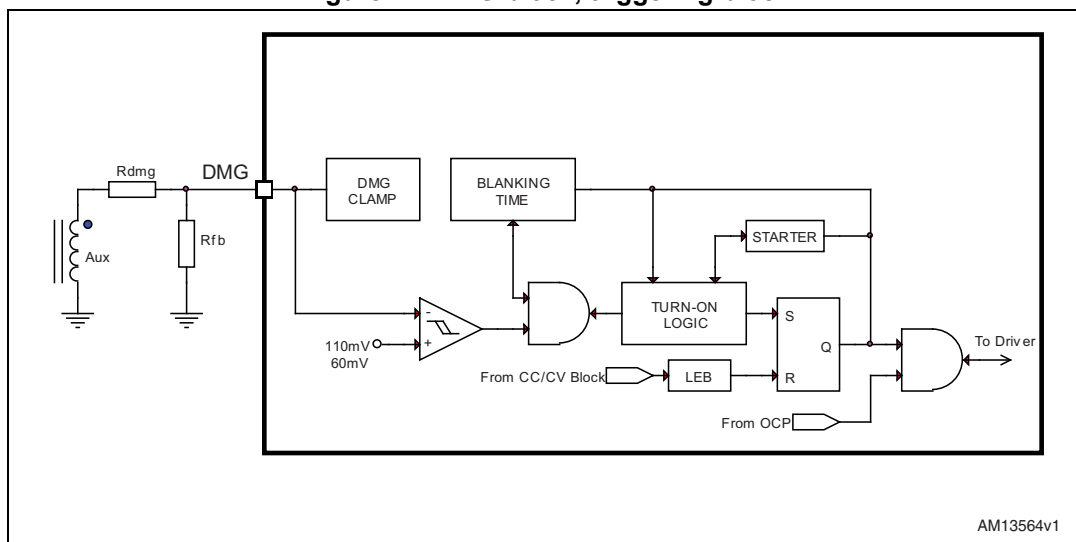 Rdmg
DMG
Aux
Rfb
DMG
CLAMP
BLANKING
TIME
STARTER
TURN-ON
LOGIC
110mV
60mV
-
+
From CC/CV Block
LEB
S
R
Q
From OCP
To Driver
AM13564v1